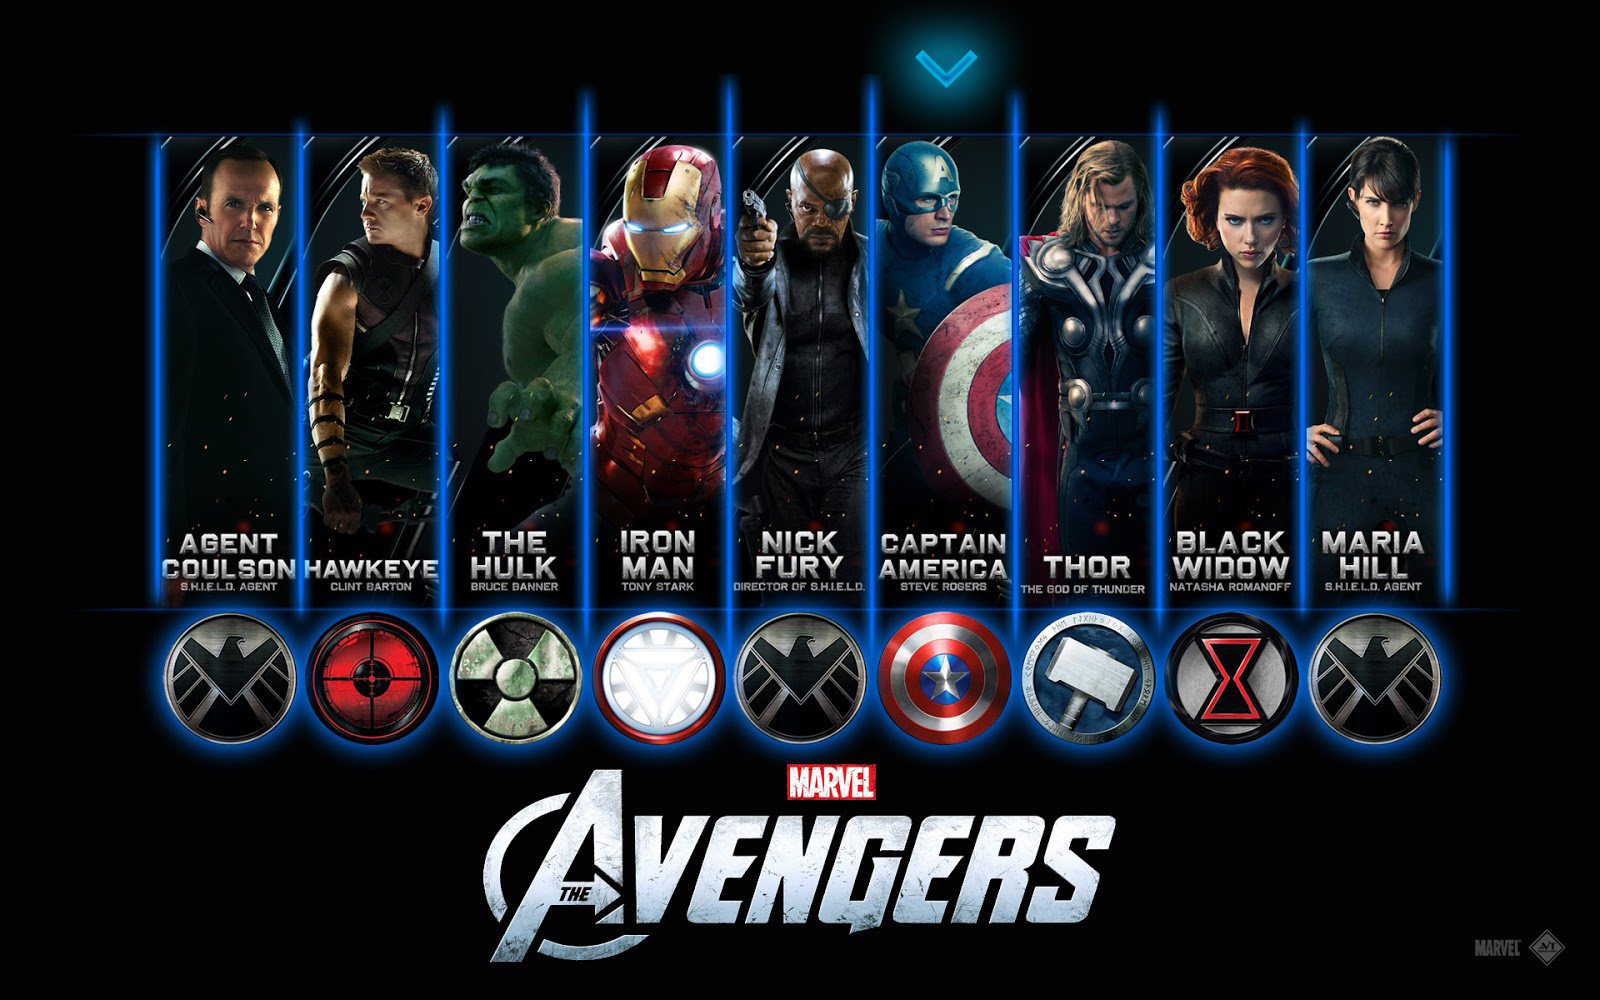 AGENT
COULSON
S.H.I.E.L.D. AGENT
HAWKEYE
CLINT BARTON
THE
HULK
BRUCE BANNER
IRON
MAN
TONY STARK
NICK
FURY
DIRECTOR OF S.H.I.E.L.D.
A
CAPTAIN
AMERICA
STEVE ROGERS
THOR
THE GOD OF THUNDER
BLACK
WIDOW
NATASHA ROMANOFF
MARIA
HILL
S.H.I.E.L.D. AGENT
MARVEL
THE AVENGERS
MARVEL